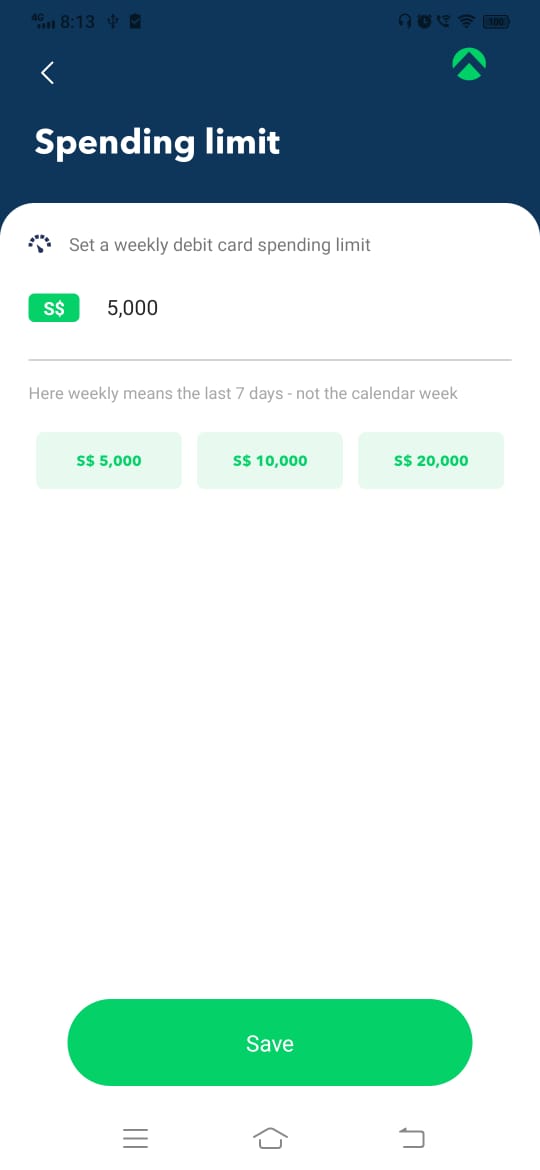 4G 8:13 100
Spending limit
Set a weekly debit card spending limit
S$ 5,000
Here weekly means the last 7 days - not the calendar week
S$ 5,000 S$ 10,000 S$ 20,000
Save